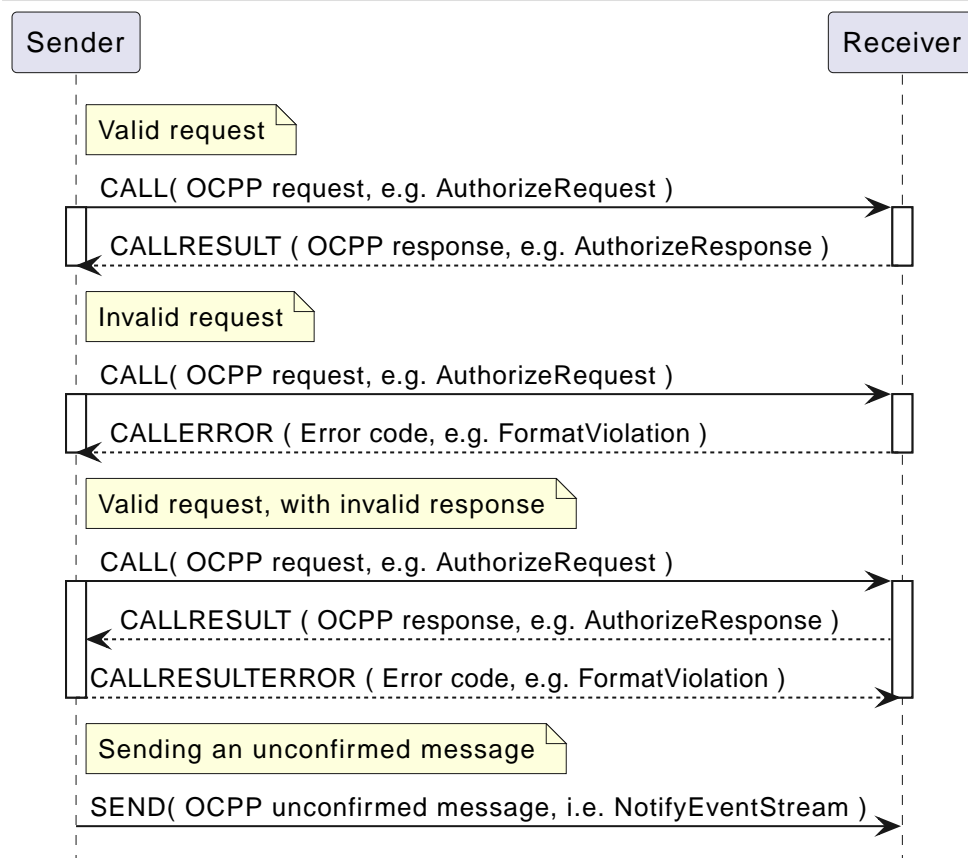 Sender
Receiver
Valid request
CALL( OCPP request, e.g. AuthorizeRequest )
CALLRESULT ( OCPP response, e.g. AuthorizeResponse )
Invalid request
CALL( OCPP request, e.g. AuthorizeRequest )
CALLERROR ( Error code, e.g. FormatViolation )
Valid request, with invalid response
CALL( OCPP request, e.g. AuthorizeRequest )
CALLRESULT ( OCPP response, e.g. AuthorizeResponse )
CALLRESULTERROR ( Error code, e.g. FormatViolation )
Sending an unconfirmed message
SEND( OCPP unconfirmed message, i.e. NotifyEventStream )